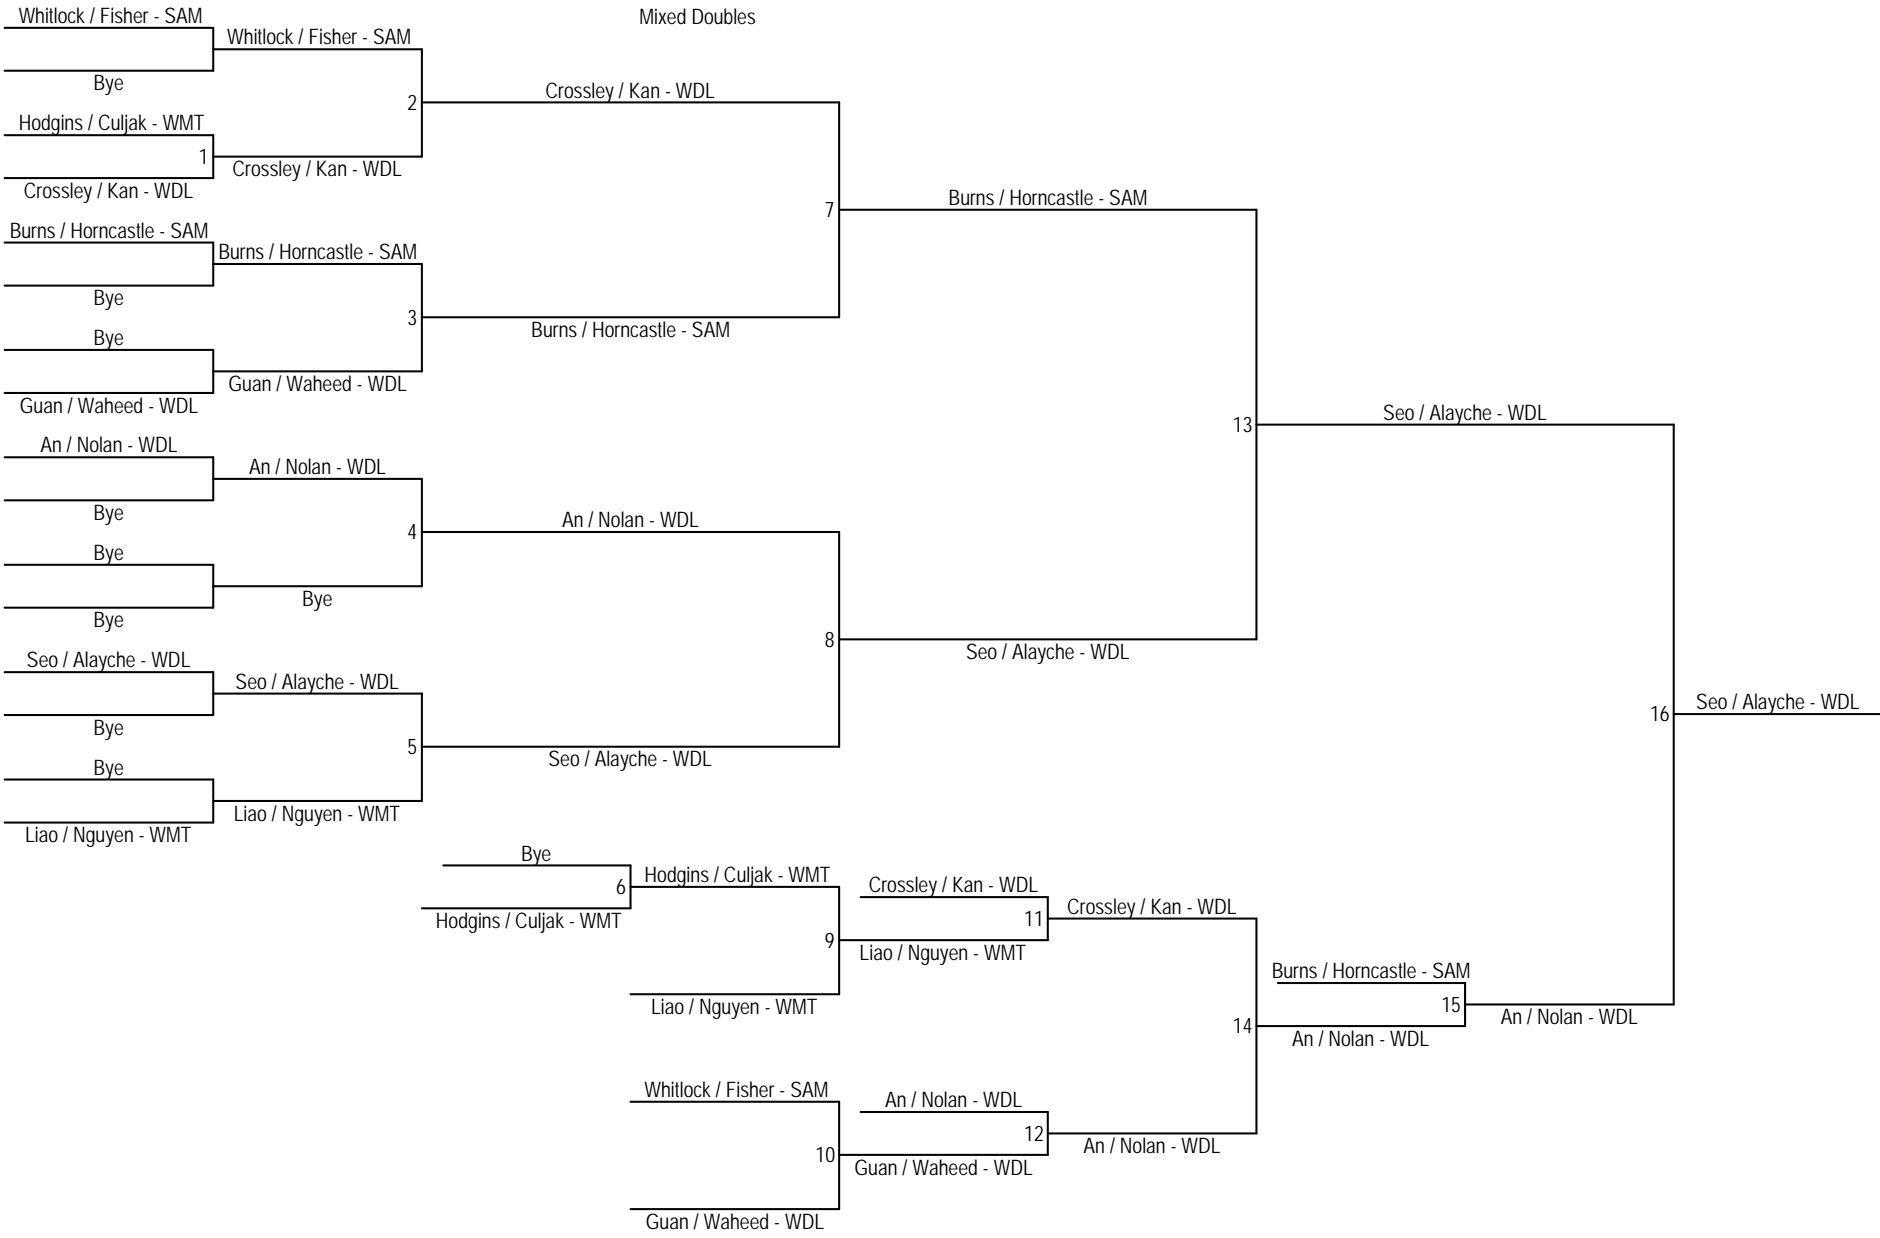 Mixed Doubles
Whitlock / Fisher - SAM
Bye
Hodgins / Culjak - WMT
1
Crossley / Kan - WDL
Burns / Horncastle - SAM
Bye
Bye
Guan / Waheed - WDL
An / Nolan - WDL
Bye
Bye
Bye
Seo / Alayche - WDL
Bye
Bye
Liao / Nguyen - WMT
Whitlock / Fisher - SAM
2
Crossley / Kan - WDL
Burns / Horncastle - SAM
3
Guan / Waheed - WDL
An / Nolan - WDL
4
Bye
Seo / Alayche - WDL
5
Liao / Nguyen - WMT
Crossley / Kan - WDL
7
Burns / Horncastle - SAM
An / Nolan - WDL
8
Seo / Alayche - WDL
Burns / Horncastle - SAM
13
Seo / Alayche - WDL
Seo / Alayche - WDL
16
Seo / Alayche - WDL
Bye
6
Hodgins / Culjak - WMT
Hodgins / Culjak - WMT
9
Liao / Nguyen - WMT
Whitlock / Fisher - SAM
10
Guan / Waheed - WDL
Crossley / Kan - WDL
11
Liao / Nguyen - WMT
An / Nolan - WDL
12
Guan / Waheed - WDL
Crossley / Kan - WDL
14
An / Nolan - WDL
Burns / Horncastle - SAM
15
An / Nolan - WDL
An / Nolan - WDL